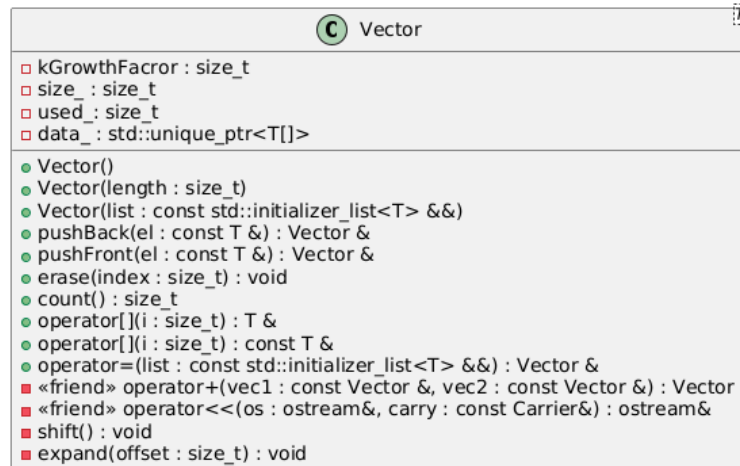 C Vector
kGrowthFacror : size_t
size_ : size_t
used_: size_t
data_ : std::unique_ptr<T[]>
Vector()
Vector(length : size_t)
Vector(list : const std::initializer_list<T> &&)
pushBack(el : const T &) : Vector &
pushFront(el : const T &) : Vector &
erase(index : size_t) : void
count() : size_t
operator[](i : size_t) : T &
operator[](i : size_t) : const T &
operator=(list : const std::initializer_list<T> &&) : Vector &
«friend» operator+(vec1 : const Vector &, vec2 : const Vector &) : Vector
«friend» operator<<(os : ostream&, carry : const Carrier&) : ostream&
shift() : void
expand(offset : size_t) : void